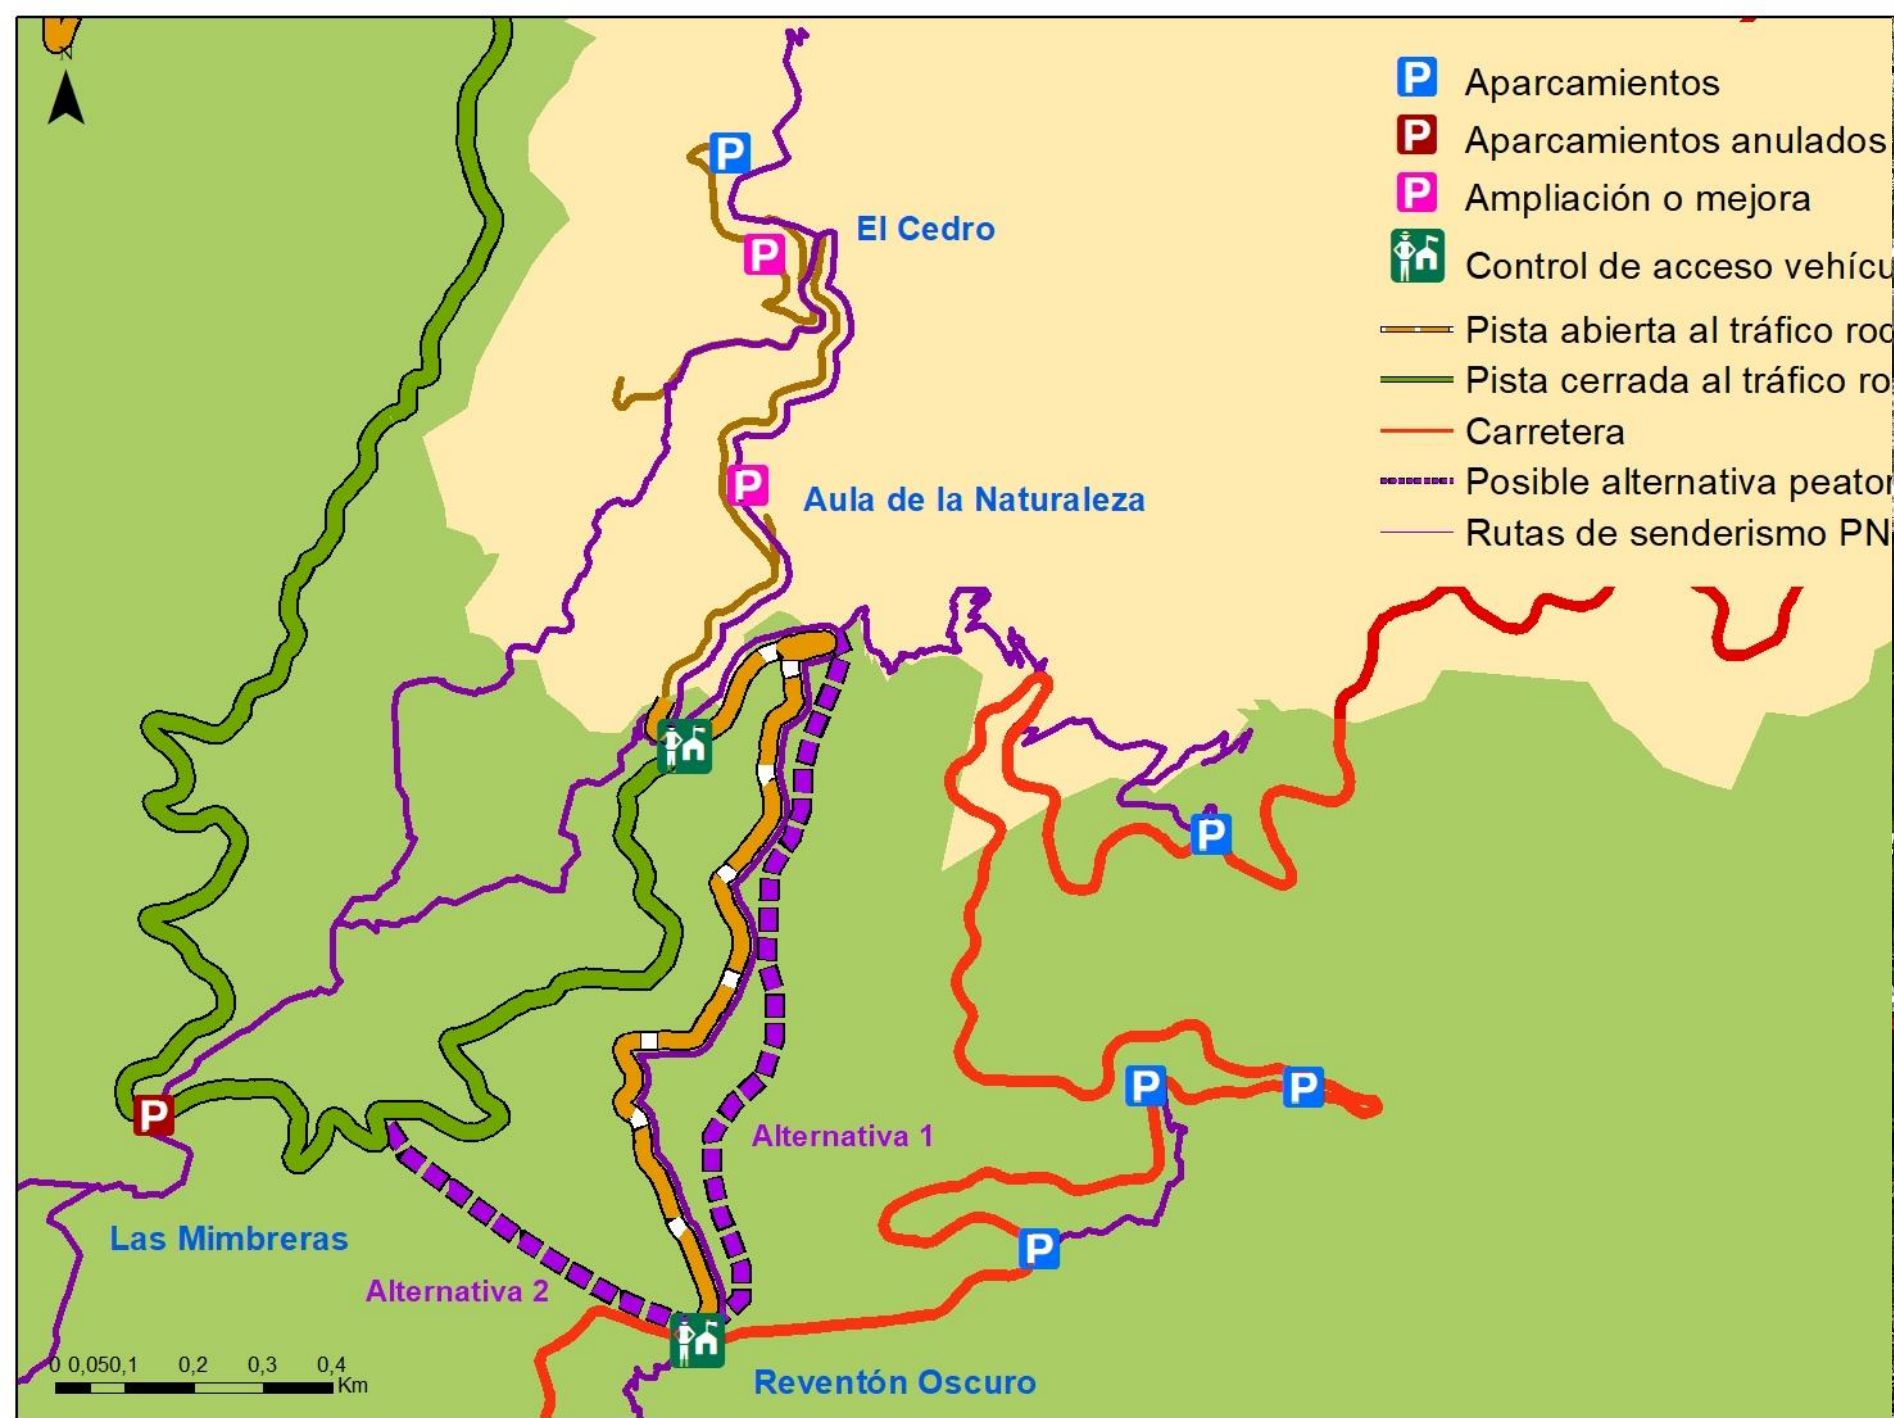 N
P Aparcamientos
P Aparcamientos anulados
P Ampliación o mejora
Control de acceso vehícu
Pista abierta al tráfico rod
Pista cerrada al tráfico ro
Carretera
Posible alternativa peator
Rutas de senderismo PN
P
El Cedro
P
P
Aula de la Naturaleza
P
P
P
P
Alternativa 1
Las Mimbreras
P
Alternativa 2
0 0,050,1 0,2 0,3 0,4
Km
Reventón Oscuro